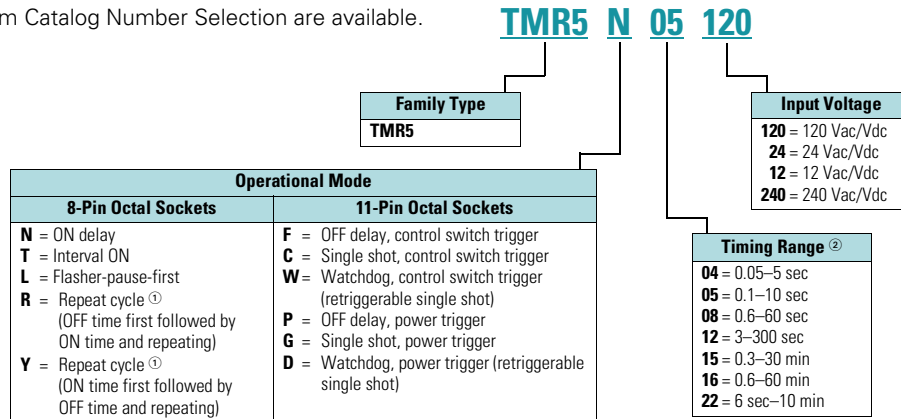 m Catalog Number Selection are available.
TMR5 N 05 120
Family Type
TMR5
Input Voltage
120 = 120 Vac/Vdc
24 = 24 Vac/Vdc
12 = 12 Vac/Vdc
240 = 240 Vac/Vdc
Operational Mode
8-Pin Octal Sockets
N = ON delay
T = Interval ON
L = Flasher-pause-first
R = Repeat cycle ①
(OFF time first followed by
ON time and repeating)
Y = Repeat cycle ①
(ON time first followed by
OFF time and repeating)
11-Pin Octal Sockets
F = OFF delay, control switch trigger
C = Single shot, control switch trigger
W = Watchdog, control switch trigger
(retriggerable single shot)
P = OFF delay, power trigger
G = Single shot, power trigger
D = Watchdog, power trigger (retriggerable
single shot)
Timing Range ②
04 = 0.05–5 sec
05 = 0.1–10 sec
08 = 0.6–60 sec
12 = 3–300 sec
15 = 0.3–30 min
16 = 0.6–60 min
22 = 6 sec–10 min